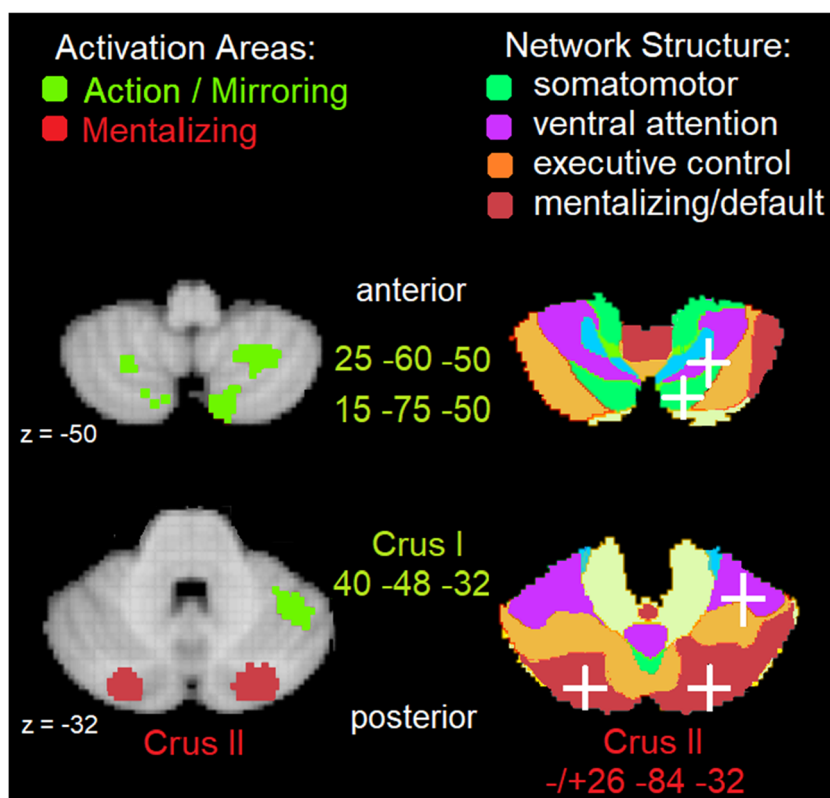 Activation Areas:
Action / Mirroring
Mentalizing
Network Structure:
somatomotor
ventral attention
executive control
mentalizing/default
anterior
25 -60 -50
15 -75 -50
z = -50
Crus I
40 -48 -32
z = -32
posterior
Crus II
Crus II
-/+26 -84 -32